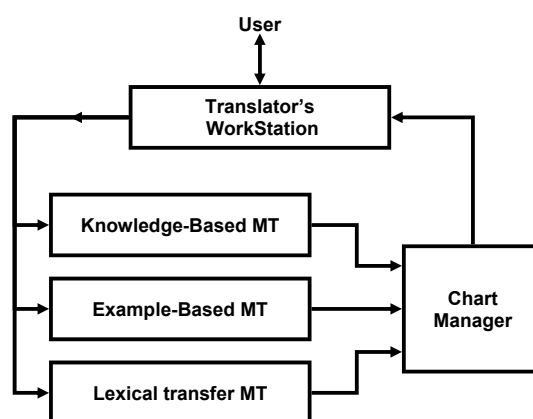 User
Translator’s
WorkStation
Knowledge-Based MT
Example-Based MT
Lexical transfer MT
Chart
Manager